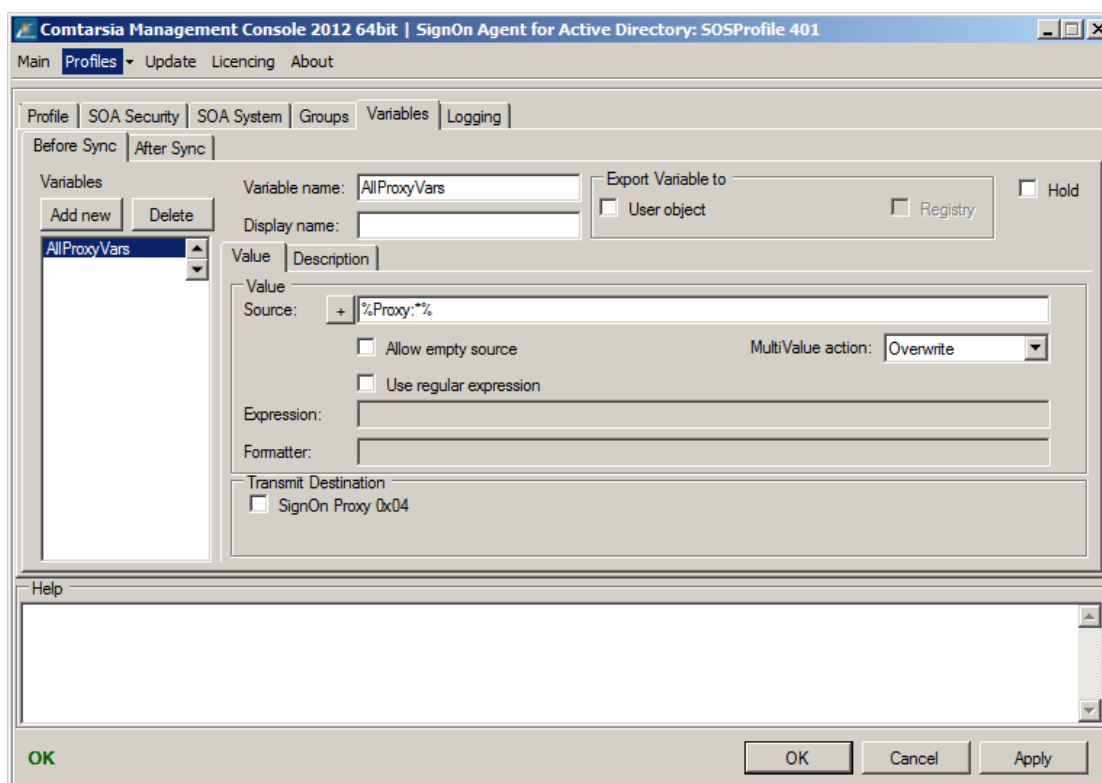 Comtarsia Management Console 2012 64bit | SignOn Agent for Active Directory: SOSProfile 401
Main Profiles Update Licencing About
Profile SOA Security SOA System Groups Variables Logging
Before Sync After Sync
Variables
Add new Delete
AllProxyVars
Variable name: AllProxyVars
Display name:
Export Variable to
User object Registry
Hold
Value Description
Value
Source: + %Proxy:*%
Allow empty source MultiValue action: Overwrite
Use regular expression
Expression:
Formatter:
Transmit Destination
SignOn Proxy 0x04
Help
OK OK Cancel Apply